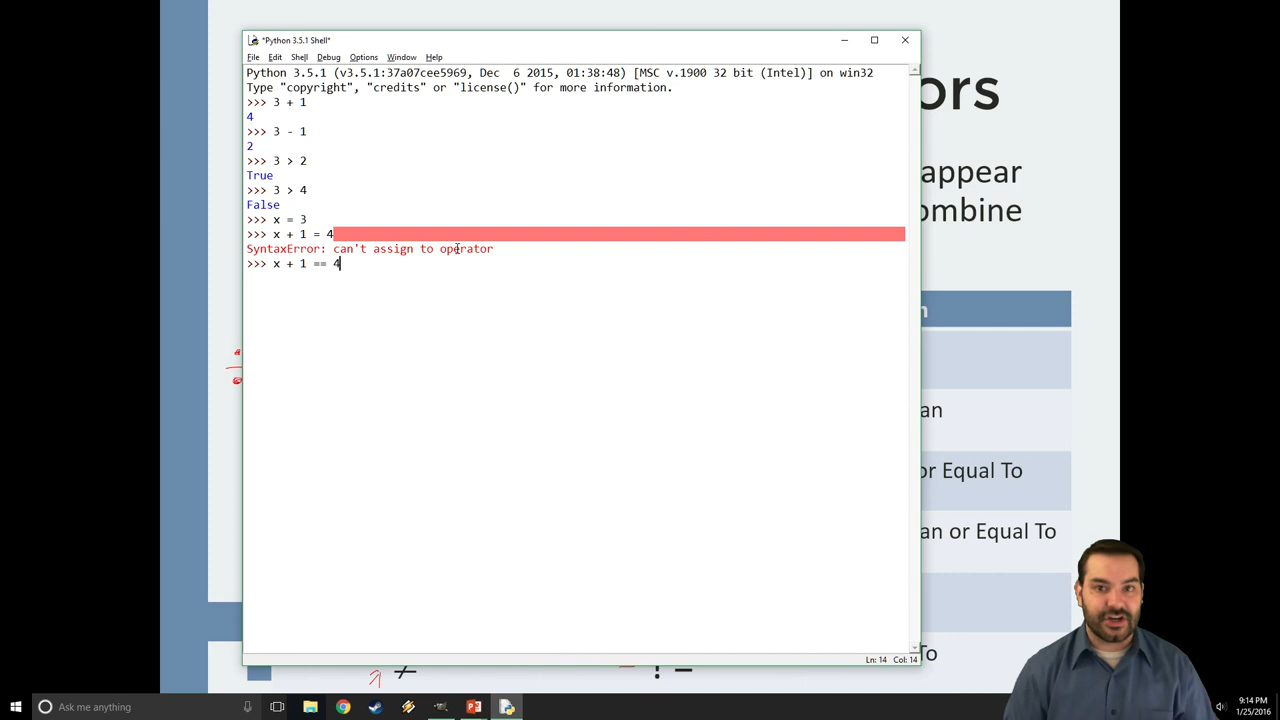 *Python 3.5.1 Shell*
File Edit Shell Debug Options Window Help
Python 3.5.1 (v3.5.1:37a07cee5969, Dec  6 2015, 01:38:48) [MSC v.1900 32 bit (Intel)] on win32
Type "copyright", "credits" or "license()" for more information.
>>> 3 + 1
4
>>> 3 - 1
2
>>> 3 > 2
True
>>> 3 > 4
False
>>> x = 3
>>> x + 1 = 4
SyntaxError: can't assign to operator
>>> x + 1 == 4
Ln: 14 Col: 14
ors
appear
ombine
n
an
or Equal To
an or Equal To
To
≠
Ask me anything
9:14 PM
1/25/2016